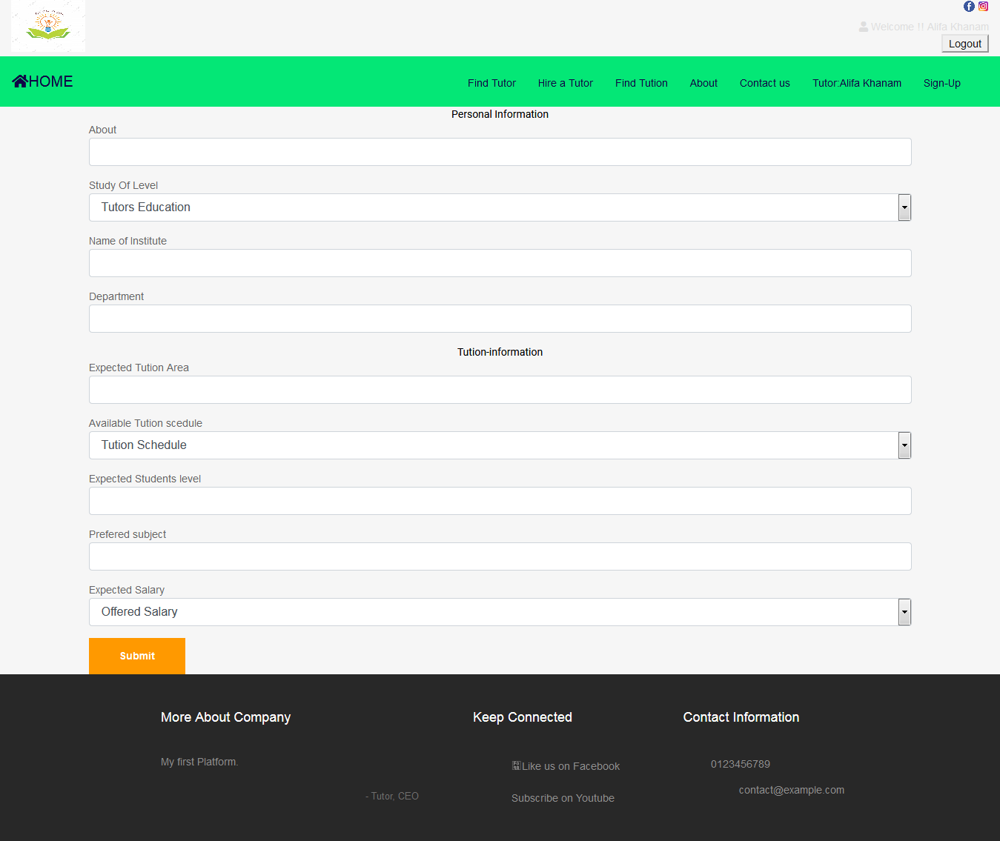 Welcome !! Alifa Khanam
Logout
HOME
Find Tutor
Hire a Tutor
Find Tution
About
Contact us
Tutor:Alifa Khanam
Sign-Up
Personal Information
About
Study Of Level
Tutors Education
Name of Institute
Department
Tution-information
Expected Tution Area
Available Tution scedule
Tution Schedule
Expected Students level
Prefered subject
Expected Salary
Offered Salary
Submit
More About Company
My first Platform.
- Tutor, CEO
Keep Connected
Like us on Facebook
Subscribe on Youtube
Contact Information
0123456789
contact@example.com